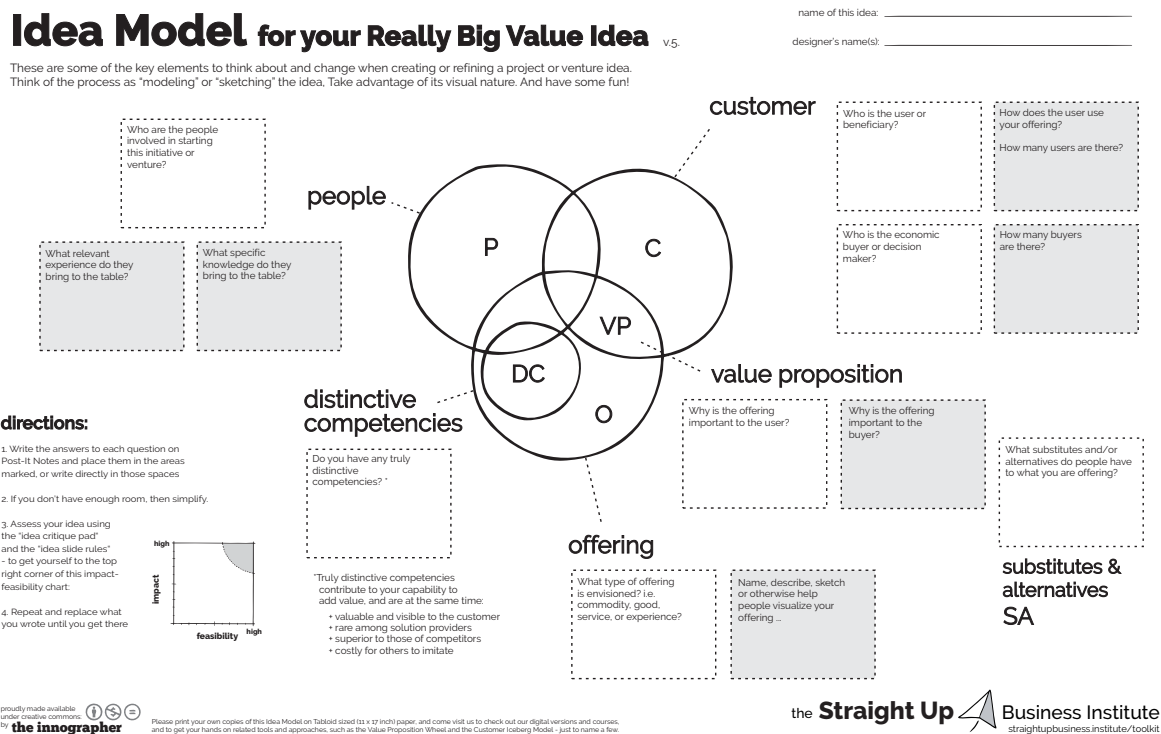 Idea Model for your Really Big Value Idea v.5.
name of this idea:
designer's name(s):
These are some of the key elements to think about and change when creating or refining a project or venture idea.
Think of the process as "modeling" or "sketching" the idea, Take advantage of its visual nature. And have some fun!
people
Who are the people
involved in starting
this initiative or
venture?
What relevant
experience do they
bring to the table?
What specific
knowledge do they
bring to the table?
customer
Who is the user or
beneficiary?
How does the user use
your offering?
How many users are there?
Who is the economic
buyer or decision
maker?
How many buyers
are there?
P
C
VP
DC
O
value proposition
Why is the offering
important to the user?
Why is the offering
important to the
buyer?
What substitutes and/or
alternatives do people have
to what you are offering?
substitutes &
alternatives
SA
distinctive
competencies
Do you have any truly
distinctive
competencies? *
*Truly distinctive competencies
contribute to your capability to
add value, and are at the same time:
+ valuable and visible to the customer
+ rare among solution providers
+ superior to those of competitors
+ costly for others to imitate
offering
What type of offering
is envisioned? i.e.
commodity, good,
service, or experience?
Name, describe, sketch
or otherwise help
people visualize your
offering ...
directions:
1. Write the answers to each question on
Post-It Notes and place them in the areas
marked, or write directly in those spaces
2. If you don't have enough room, then simplify.
3. Assess your idea using
the "idea critique pad"
and the "idea slide rules"
- to get yourself to the top
right corner of this impact-
feasibility chart:
4. Repeat and replace what
you wrote until you get there
high
impact
feasibility
high
proudly made available
under creative commons:
by the innographer
Please print your own copies of this Idea Model on Tabloid sized (11 x 17 inch) paper, and come visit us to check out our digital versions and courses,
and to get your hands on related tools and approaches, such as the Value Proposition Wheel and the Customer Iceberg Model - just to name a few.
the Straight Up Business Institute
straightupbusiness.institute/toolkit